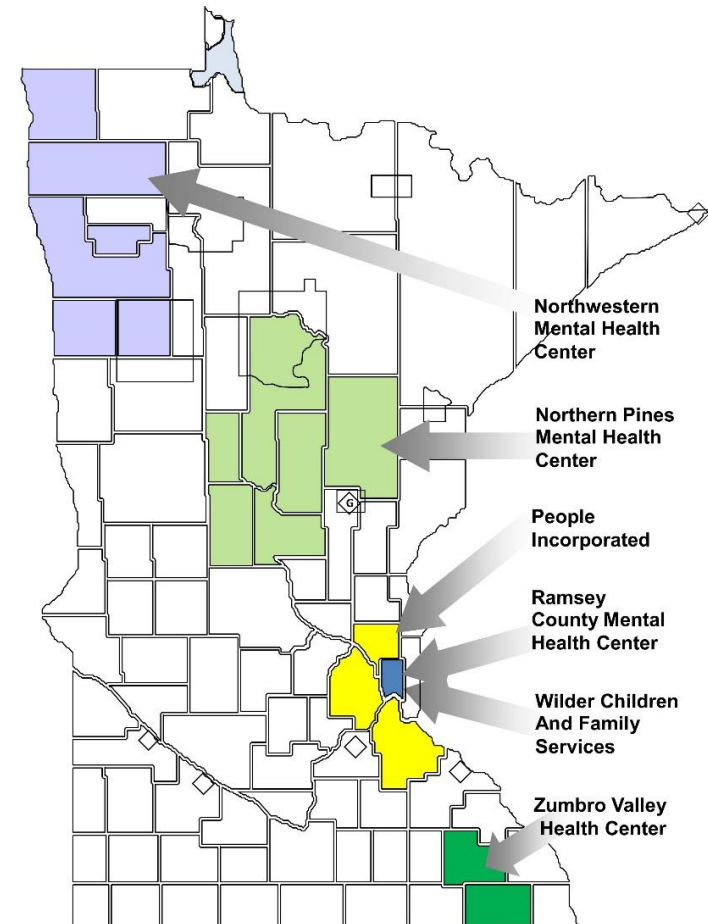 Northwestern
Mental Health
Center
Northern Pines
Mental Health
Center
G
People
Incorporated
Ramsey
County Mental
Health Center
Wilder Children
And Family
Services
Zumbro Valley
Health Center